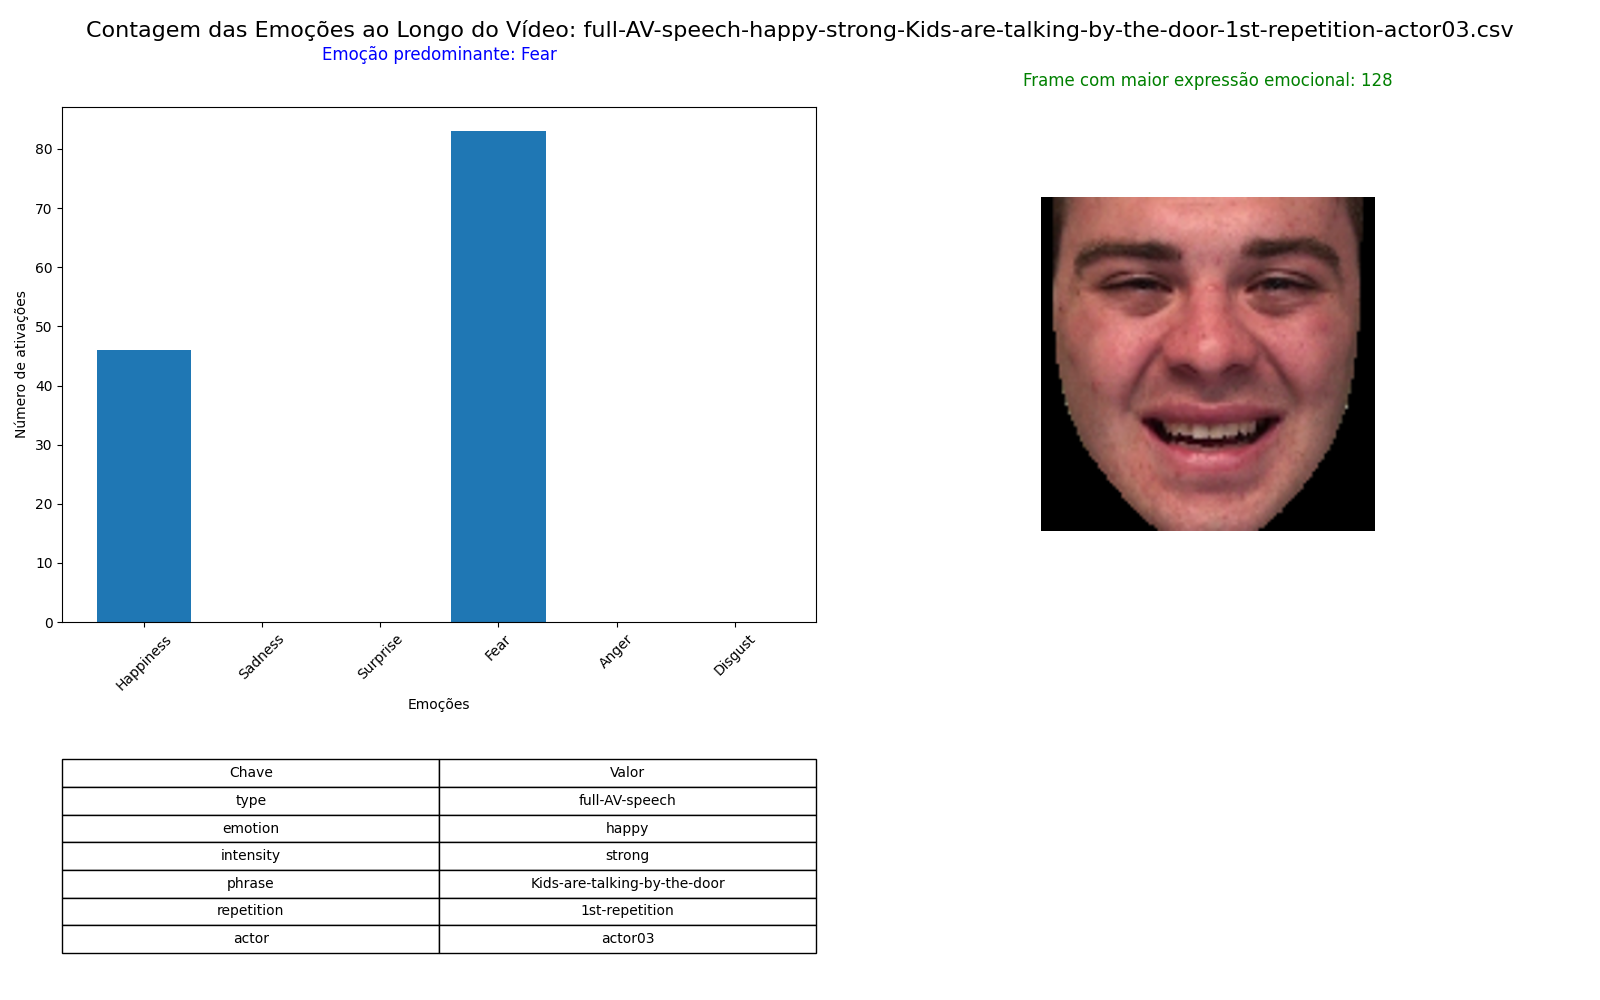 Contagem das Emoções ao Longo do Vídeo: full-AV-speech-happy-strong-Kids-are-talking-by-the-door-1st-repetition-actor03.csv
Emoção predominante: Fear
Frame com maior expressão emocional: 128
Número de ativações
80
70
60
50
40
30
20
10
0
Happiness
Sadness
Surprise
Fear
Anger
Disgust
Emoções
Chave Valor
type full-AV-speech
emotion happy
intensity strong
phrase Kids-are-talking-by-the-door
repetition 1st-repetition
actor actor03